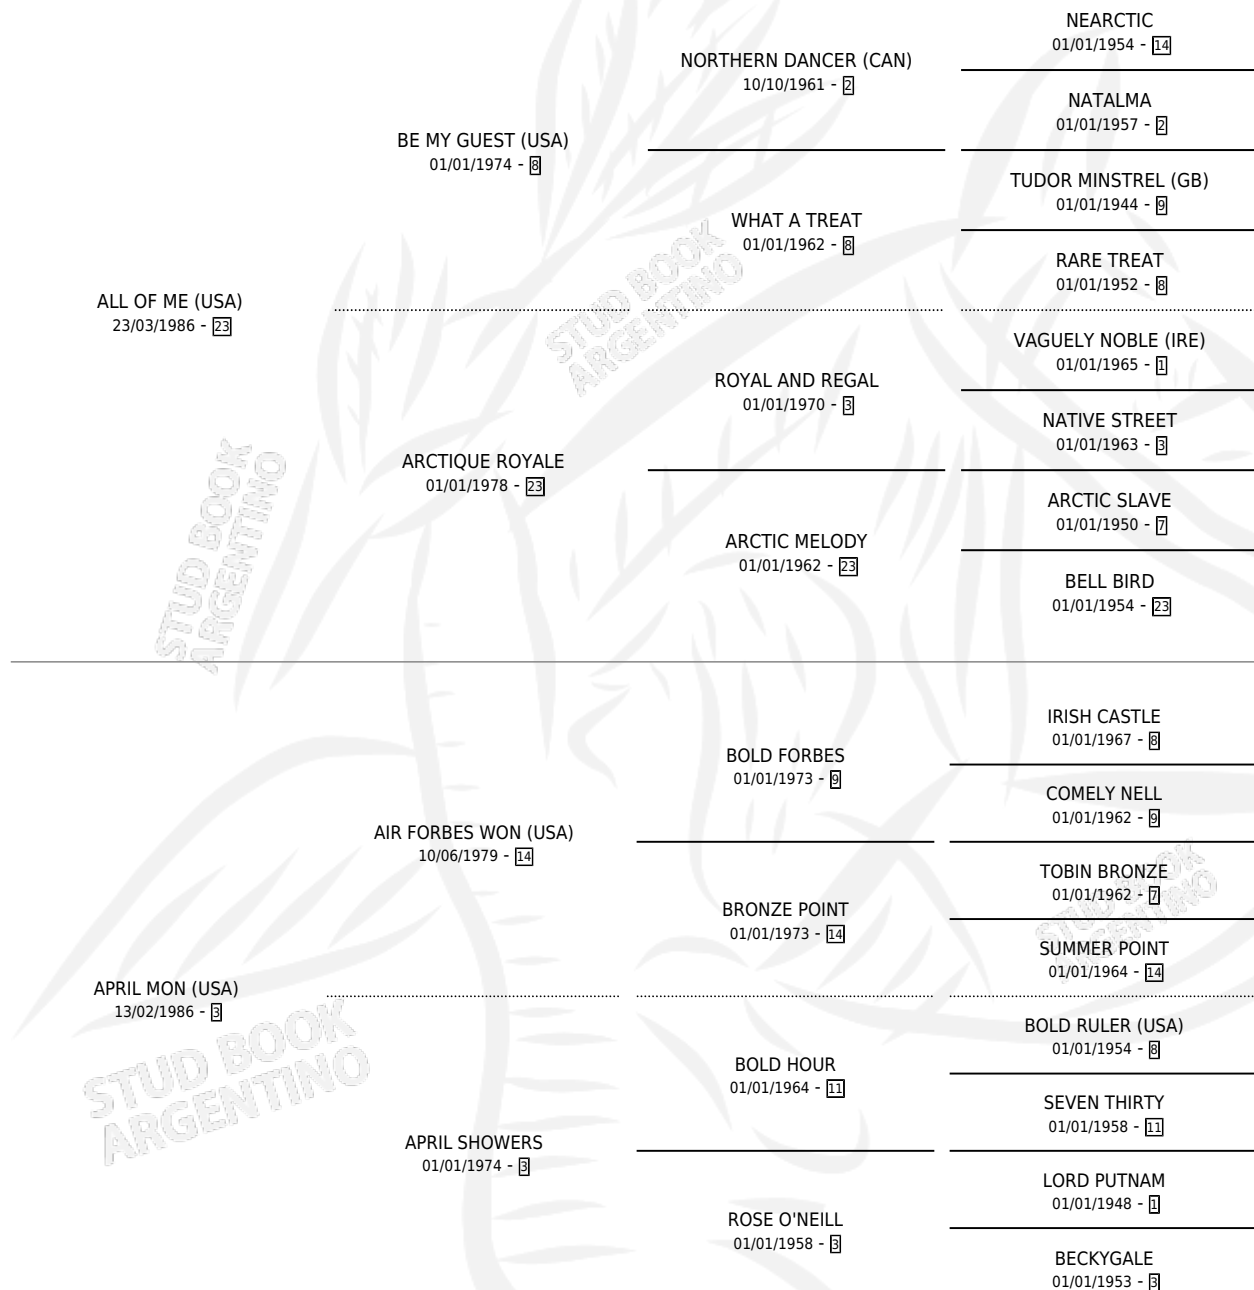 NEARCTIC
01/01/1954 - 14
NORTHERN DANCER (CAN)
10/10/1961 - 2
NATALMA
01/01/1957 - 2
BE MY GUEST (USA)
01/01/1974 - 8
TUDOR MINSTREL (GB)
01/01/1944 - 9
WHAT A TREAT
01/01/1962 - 8
RARE TREAT
01/01/1952 - 8
ALL OF ME (USA)
23/03/1986 - 23
VAGUELY NOBLE (IRE)
01/01/1965 - 1
ROYAL AND REGAL
01/01/1970 - 3
NATIVE STREET
01/01/1963 - 3
ARCTIQUE ROYALE
01/01/1978 - 23
ARCTIC SLAVE
01/01/1950 - 7
ARCTIC MELODY
01/01/1962 - 23
BELL BIRD
01/01/1954 - 23
IRISH CASTLE
01/01/1967 - 8
BOLD FORBES
01/01/1973 - 9
COMELY NELL
01/01/1962 - 9
AIR FORBES WON (USA)
10/06/1979 - 14
TOBIN BRONZE
01/01/1962 - 7
BRONZE POINT
01/01/1973 - 14
SUMMER POINT
01/01/1964 - 14
APRIL MON (USA)
13/02/1986 - 3
BOLD RULER (USA)
01/01/1954 - 8
BOLD HOUR
01/01/1964 - 11
SEVEN THIRTY
01/01/1958 - 11
APRIL SHOWERS
01/01/1974 - 3
LORD PUTNAM
01/01/1948 - 1
ROSE O'NEILL
01/01/1958 - 3
BECKYGALE
01/01/1953 - 3
STUD BOOK
ARGENTINO
STUD BOOK
ARGENTINO
STUD BOOK
ARGENTINO
STUD BOOK
ARGENTINO